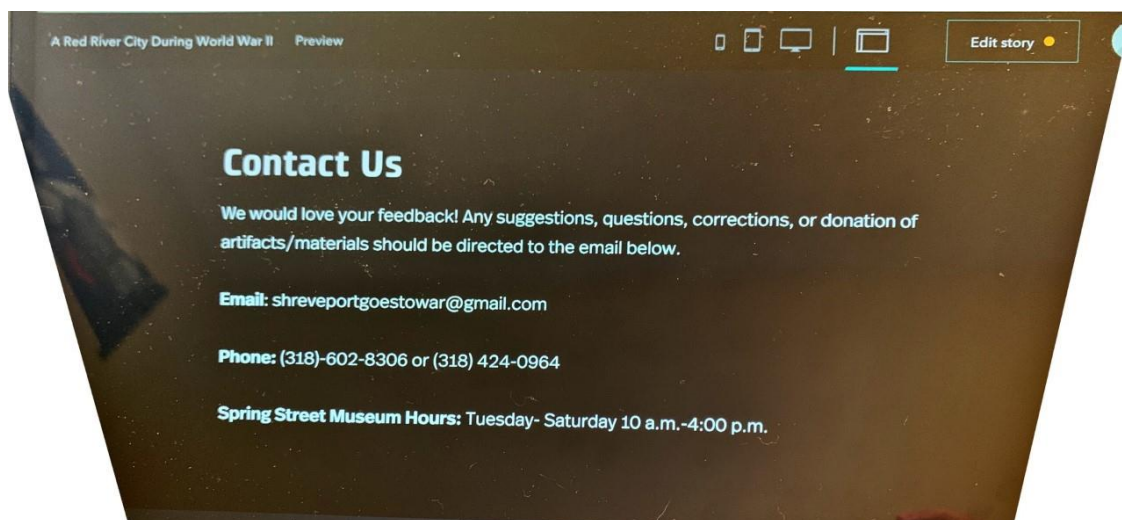 A Red River City During World War II Preview Edit story
Contact Us
We would love your feedback! Any suggestions, questions, corrections, or donation of
artifacts/materials should be directed to the email below.
Email: shreveportgoestowar@gmail.com
Phone: (318)-602-8306 or (318) 424-0964
Spring Street Museum Hours: Tuesday- Saturday 10 a.m.-4:00 p.m.